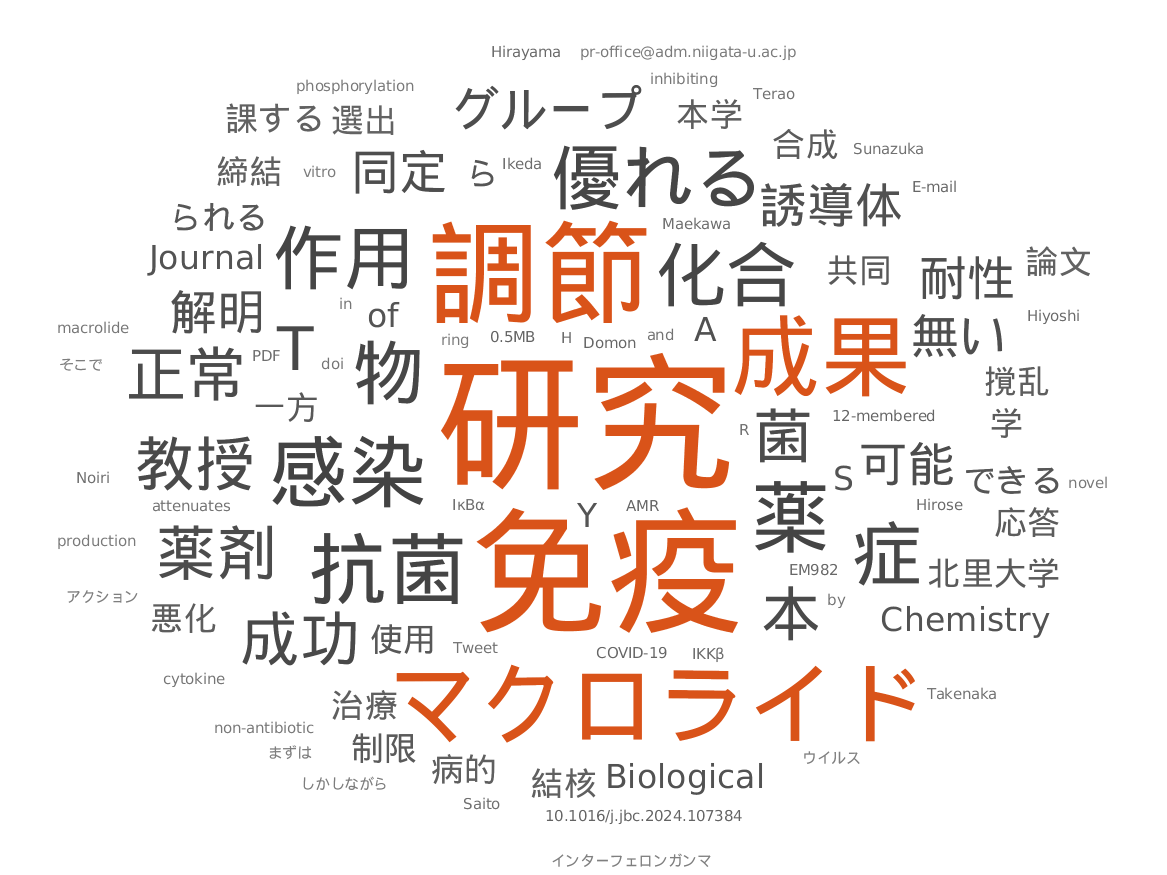 Hirayama pr-office@adm.niigata-u.ac.jp
phosphorylation
inhibiting
グループ
本学
Terao
課する 選出
合成
Sunazuka
締結
vitro
同定
ら
Ikeda
優れる
誘導体
E-mail
られる
Maekawa
Journal
作用
調節
化合
共同
耐性
論文
解明
in
of
macrolide
T
ring
0.5MB
H
Domon
and
A
成果
無い
Hiyoshi
そこで
正常
PDF
doi
物
研究
撹乱
一方
R
菌
12-membered
学
教授
感染
可能
できる
novel
Noiri
S
attenuates
IκBα
Y
AMR
薬
Hirose
応答
production
薬剤
抗菌
免疫
症
EM982
北里大学
アクション
悪化
成功
使用
本
by
Chemistry
Tweet
COVID-19
IKKβ
cytokine
マクロライド
Takenaka
治療
non-antibiotic
まずは
制限
ウイルス
しかしながら
病的
結核
Biological
Saito
10.1016/j.jbc.2024.107384
インターフェロンガンマ